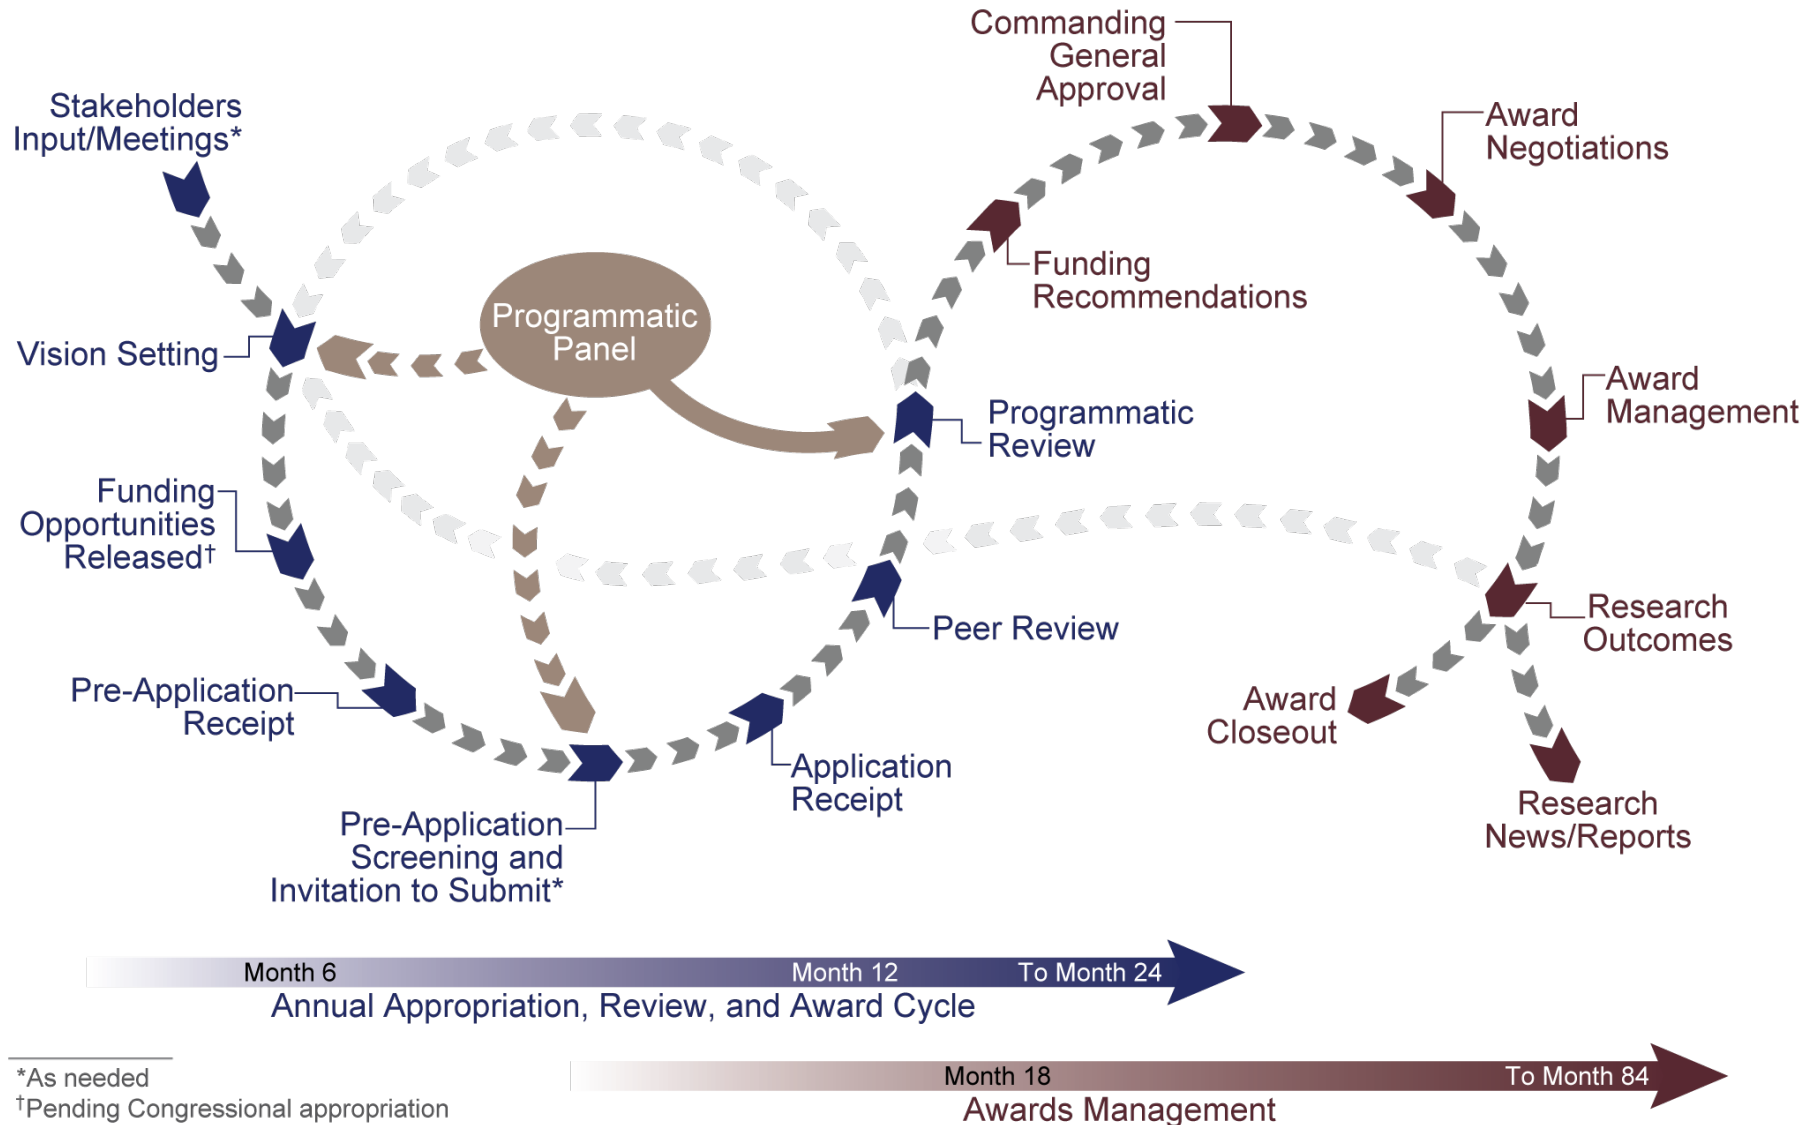 Commanding
General
Approval
Stakeholders
Input/Meetings*
Award
Negotiations
Funding
Recommendations
Programmatic
Panel
Vision Setting
Award
Management
Programmatic
Review
Funding
Opportunities
Released†
Peer Review
Research
Outcomes
Pre-Application
Receipt
Award
Closeout
Application
Receipt
Pre-Application
Screening and
Invitation to Submit*
Research
News/Reports
Month 6
Month 12
To Month 24
Annual Appropriation, Review, and Award Cycle
Month 18
To Month 84
Awards Management
*As needed
†Pending Congressional appropriation